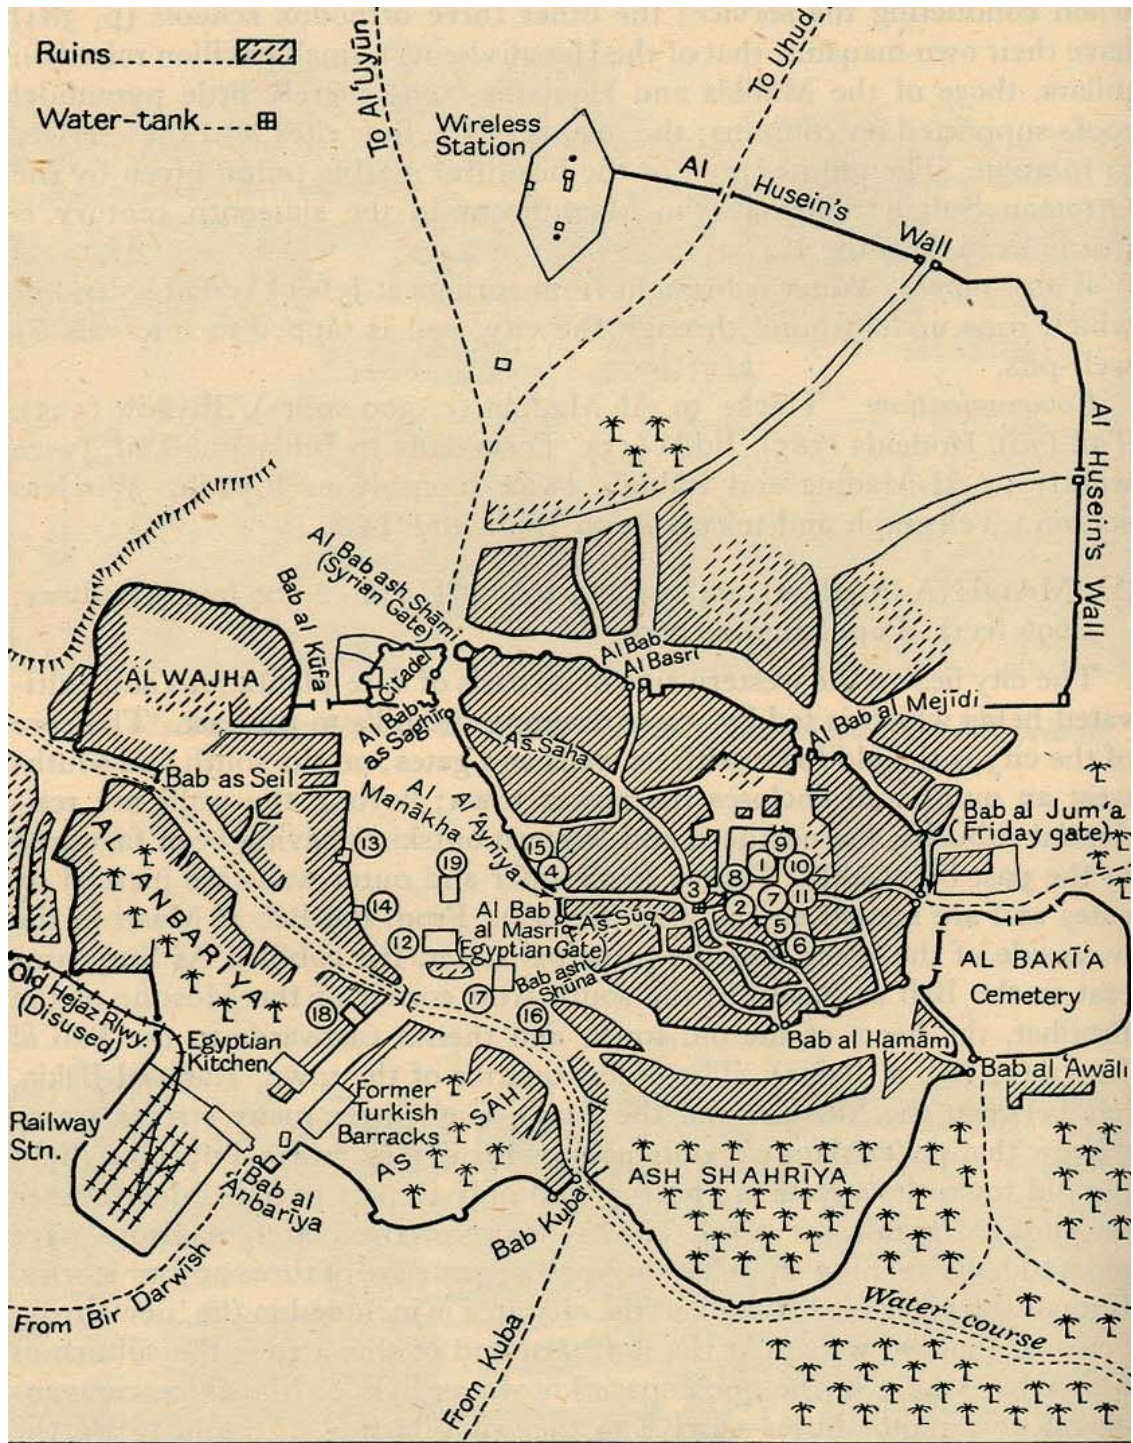 Ruins
Water-tank
To Al 'Uyūn
To Uhud
Wireless
Station
Al
Husein's
Wall
Al Husein's Wall
Al Bab ash Shāmi
(Syrian Gate)
Bab al Kūfa
Citadel
Al Bab
as Saghir
Al Bab
Al Basri
Al Bab al Mejīdi
AL WAJHA
Bab as Seil
As Saha
Al
Manākha
Al 'Aynīya
Bab al Jum'a
(Friday gate)
AL ANBARIYA
13
19
15
4
14
12
9
1
10
8
3
2
7
11
5
6
Al Bab
al Masri
(Egyptian Gate)
As Sūq
Bab ash
Shūna
17
16
18
AL BAKĪ'A
Cemetery
Old Hejaz Rlwy.
(Disused)
Egyptian
Kitchen
Bab al Hamām
Bab al 'Awāli
Former
Turkish
Barracks
AS SĀH
Railway
Stn.
Bab al
Anbarīya
ASH SHAHRĪYA
Bab Kuba
From Bir Darwīsh
From Kuba
Water-course